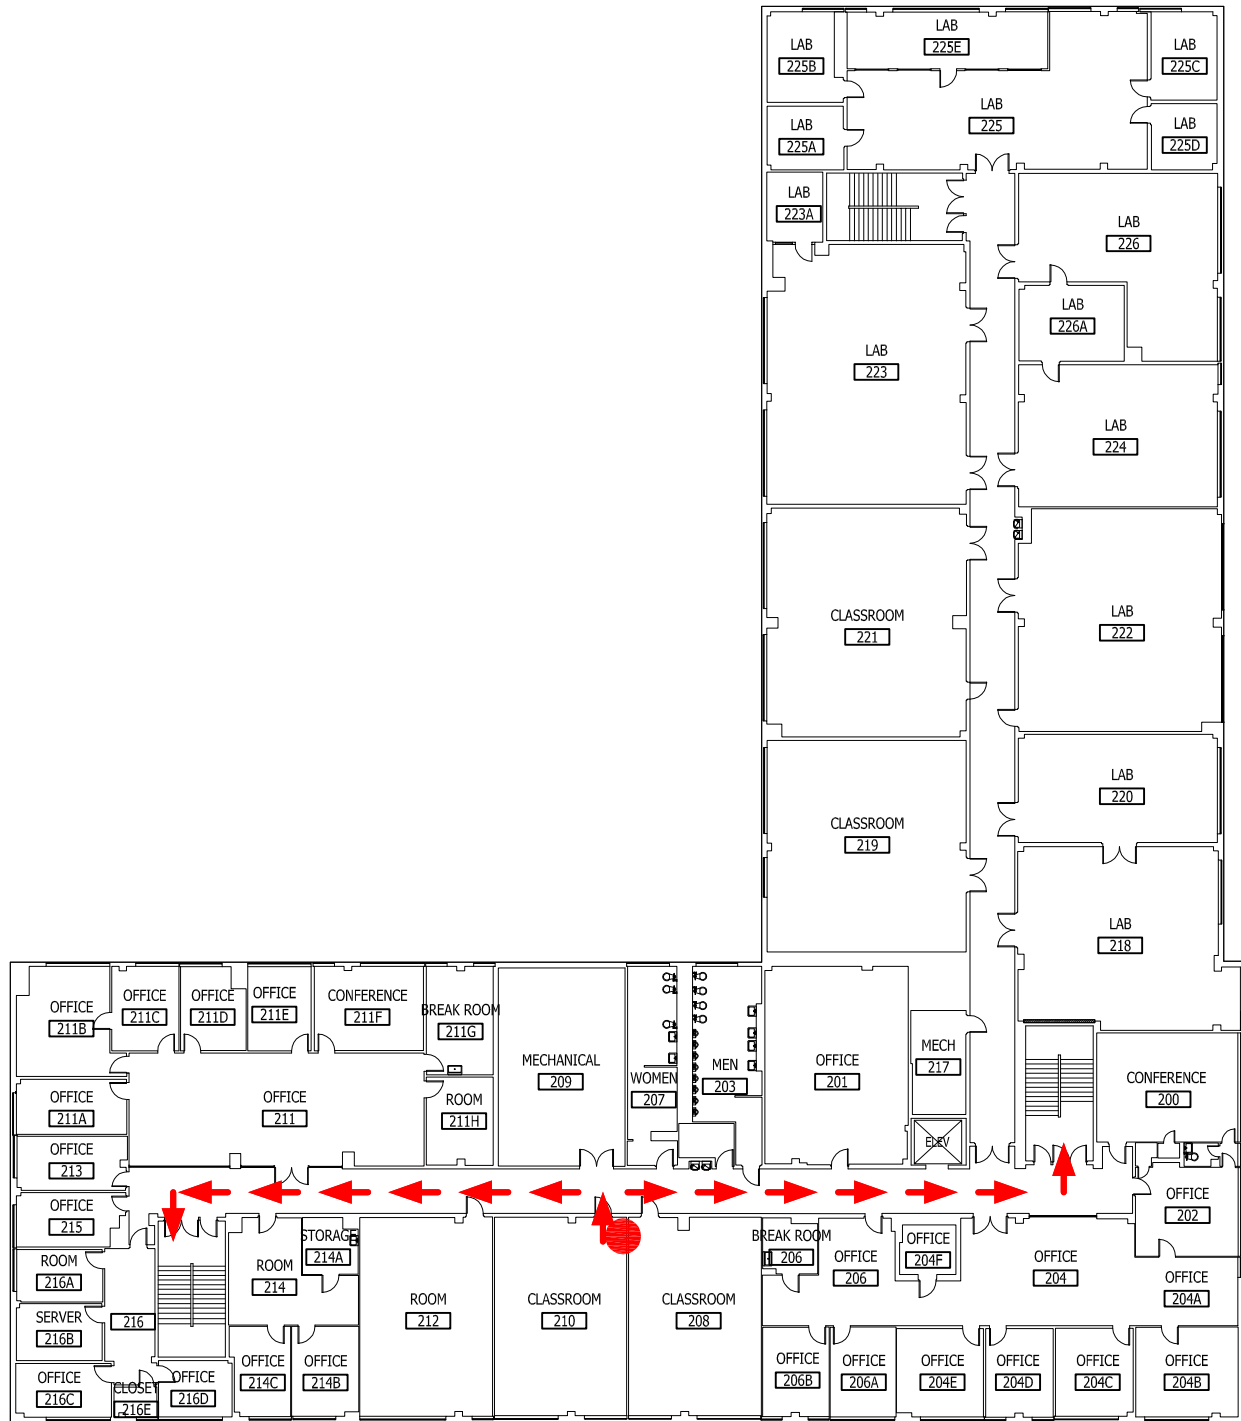 LAB
225B
LAB
225E
LAB
225C
LAB
225
LAB
225A
LAB
225D
LAB
223A
LAB
226
LAB
226A
LAB
223
LAB
224
CLASSROOM
221
LAB
222
LAB
220
CLASSROOM
219
LAB
218
OFFICE
211B
OFFICE
211C
OFFICE
211D
OFFICE
211E
CONFERENCE
211F
BREAK ROOM
211G
MECHANICAL
209
WOMEN
207
MEN
203
OFFICE
201
MECH
217
CONFERENCE
200
OFFICE
211A
OFFICE
211
ROOM
211H
ELEV
OFFICE
213
OFFICE
215
OFFICE
202
ROOM
216A
STORAGE
214A
ROOM
214
BREAK ROOM
206
OFFICE
206
OFFICE
204F
OFFICE
204
OFFICE
204A
SERVER
216B
216
ROOM
212
CLASSROOM
210
CLASSROOM
208
OFFICE
216C
CLOSET
216E
OFFICE
216D
OFFICE
214C
OFFICE
214B
OFFICE
206B
OFFICE
206A
OFFICE
204E
OFFICE
204D
OFFICE
204C
OFFICE
204B